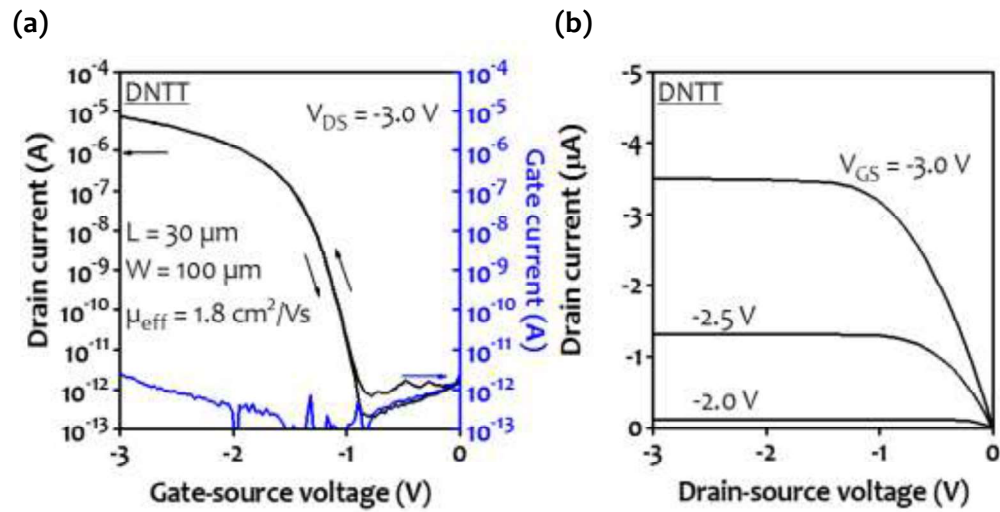 (a)
(b)
10⁻⁴
10⁻⁵
10⁻⁶
10⁻⁷
10⁻⁸
10⁻⁹
10⁻¹⁰
10⁻¹¹
10⁻¹²
10⁻¹³
Drain current (A)
DNTT
V_DS = -3.0 V
L = 30 µm
W = 100 µm
µ_eff = 1.8 cm²/Vs
10⁻⁴
10⁻⁵
10⁻⁶
10⁻⁷
10⁻⁸
10⁻⁹
10⁻¹⁰
10⁻¹¹
10⁻¹²
10⁻¹³
Gate current (A)
-3 -2 -1 0
Gate-source voltage (V)
-5
-4
-3
-2
-1
0
Drain current (µA)
DNTT
V_GS = -3.0 V
-2.5 V
-2.0 V
-3 -2 -1 0
Drain-source voltage (V)